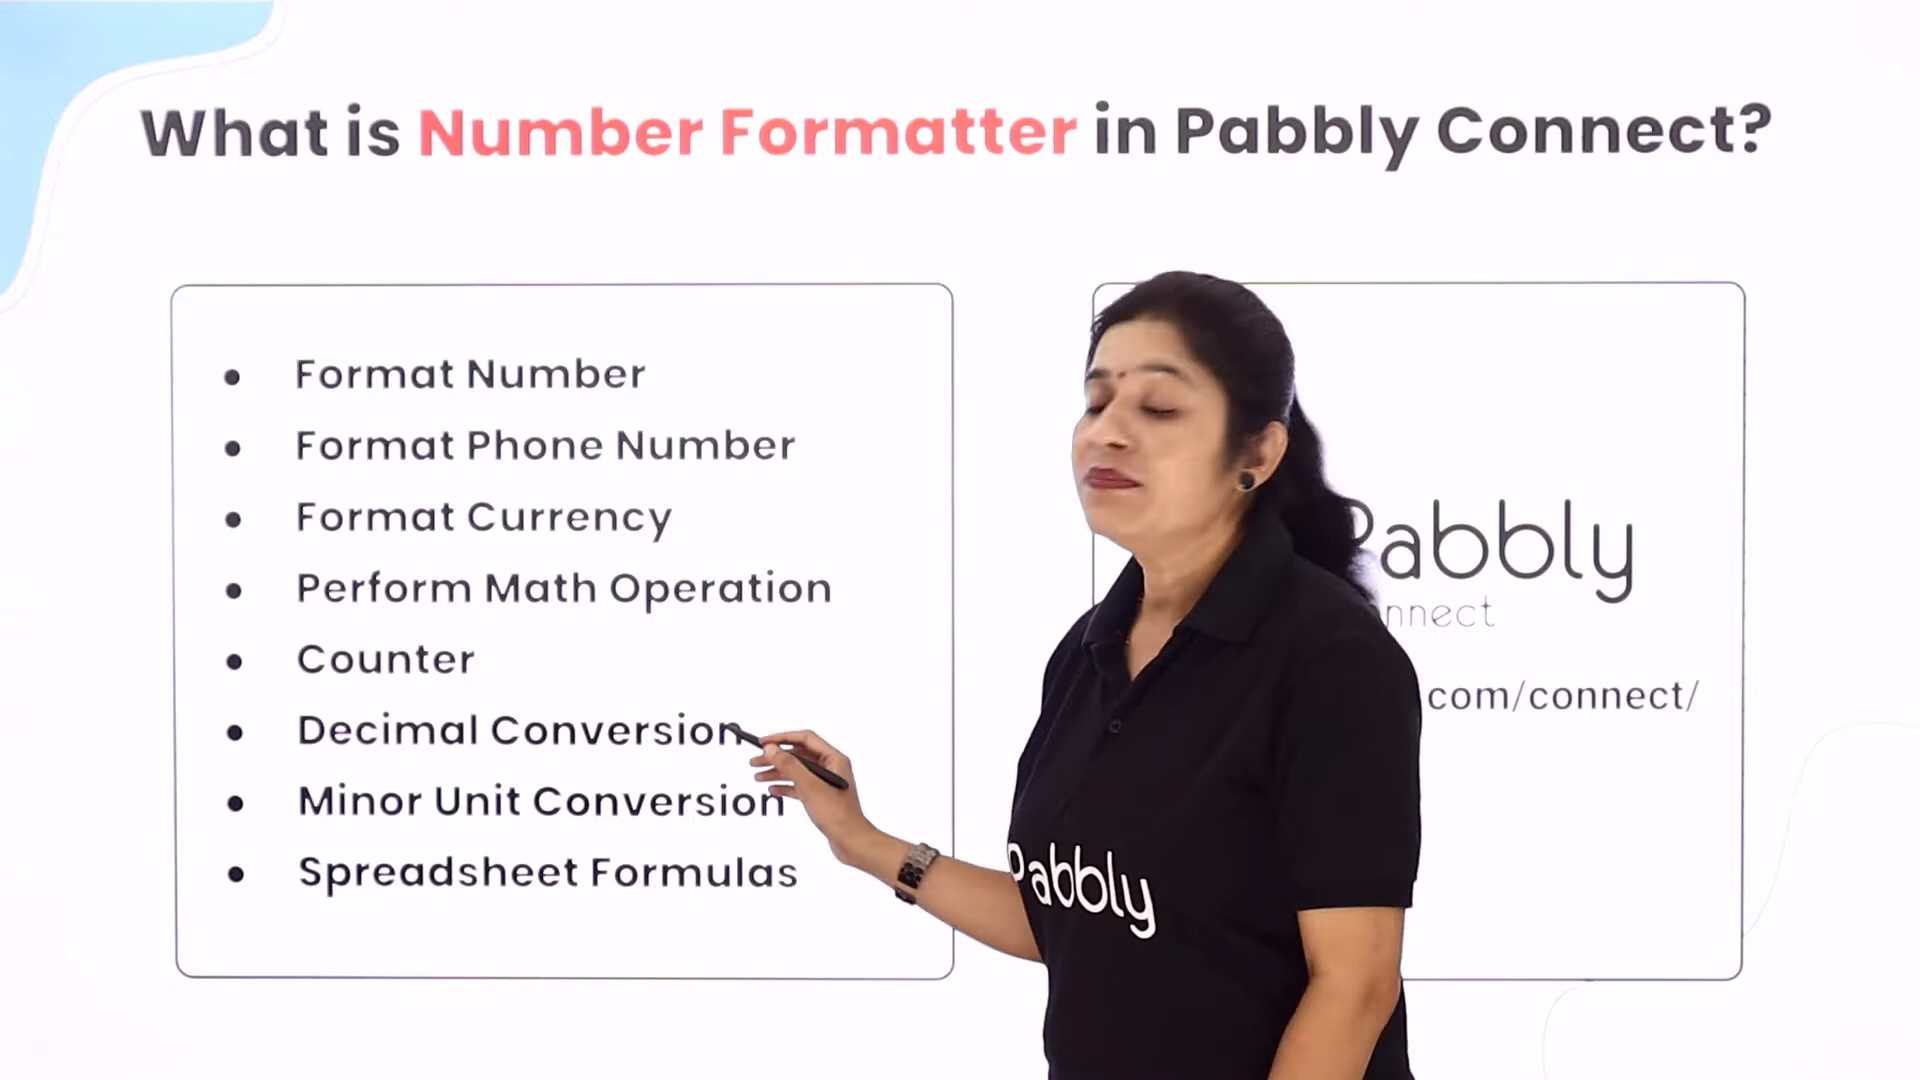 What is Number Formatter in Pabbly Connect?
• Format Number
• Format Phone Number
• Format Currency
• Perform Math Operation
• Counter
• Decimal Conversion
• Minor Unit Conversion
• Spreadsheet Formulas
Pabbly
nnect
.com/connect/
Pabbly